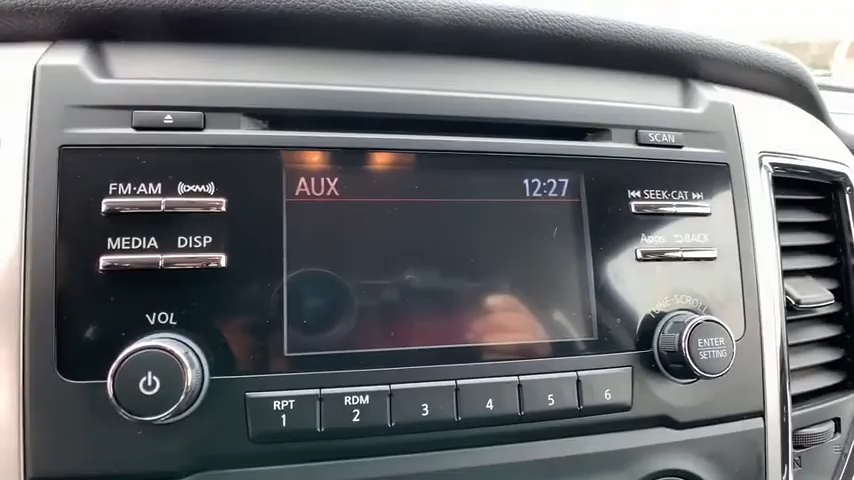 SCAN
FM·AM (((XM)))
AUX 12:27
SEEK·CAT
MEDIA DISP
Apps BACK
VOL
TUNE·SCROLL
ENTER
SETTING
RPT RDM
1 2 3 4 5 6